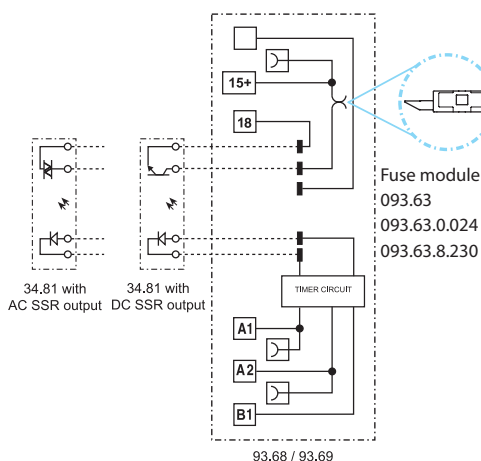 15+
18
Fuse module
093.63
093.63.0.024
093.63.8.230
34.81 with
AC SSR output
34.81 with
DC SSR output
TIMER CIRCUIT
A1
A2
B1
93.68 / 93.69